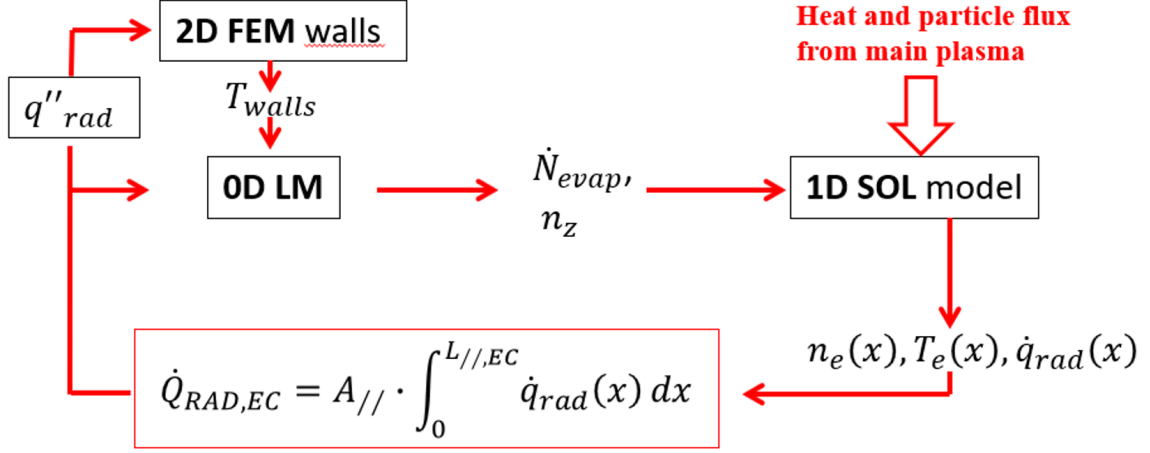 2D FEM walls
Heat and particle flux
from main plasma
q''rad
Twalls
0D LM
Ṅevap,
nz
1D SOL model
ne(x), Te(x), q̇rad(x)
Q̇RAD,EC = A// · ∫₀^L//,EC q̇rad(x) dx